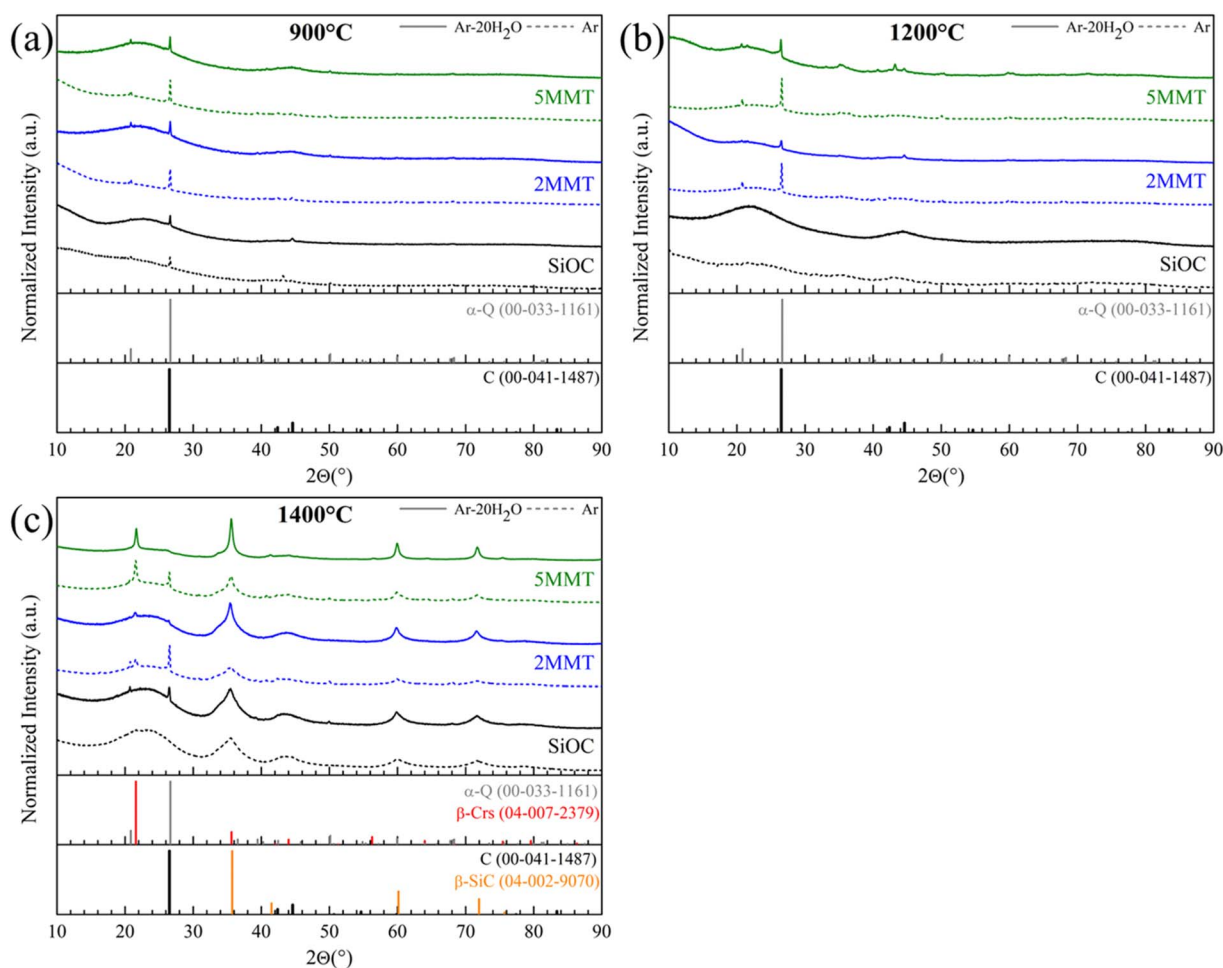 (a)
900°C
Ar-20H2O
Ar
5MMT
2MMT
SiOC
Normalized Intensity (a.u.)
α-Q (00-033-1161)
C (00-041-1487)
10 20 30 40 50 60 70 80 90
2Θ(°)
(b)
1200°C
Ar-20H2O
Ar
5MMT
2MMT
SiOC
Normalized Intensity (a.u.)
α-Q (00-033-1161)
C (00-041-1487)
10 20 30 40 50 60 70 80 90
2Θ(°)
(c)
1400°C
Ar-20H2O
Ar
5MMT
2MMT
SiOC
Normalized Intensity (a.u.)
α-Q (00-033-1161)
β-Crs (04-007-2379)
C (00-041-1487)
β-SiC (04-002-9070)
10 20 30 40 50 60 70 80 90
2Θ(°)